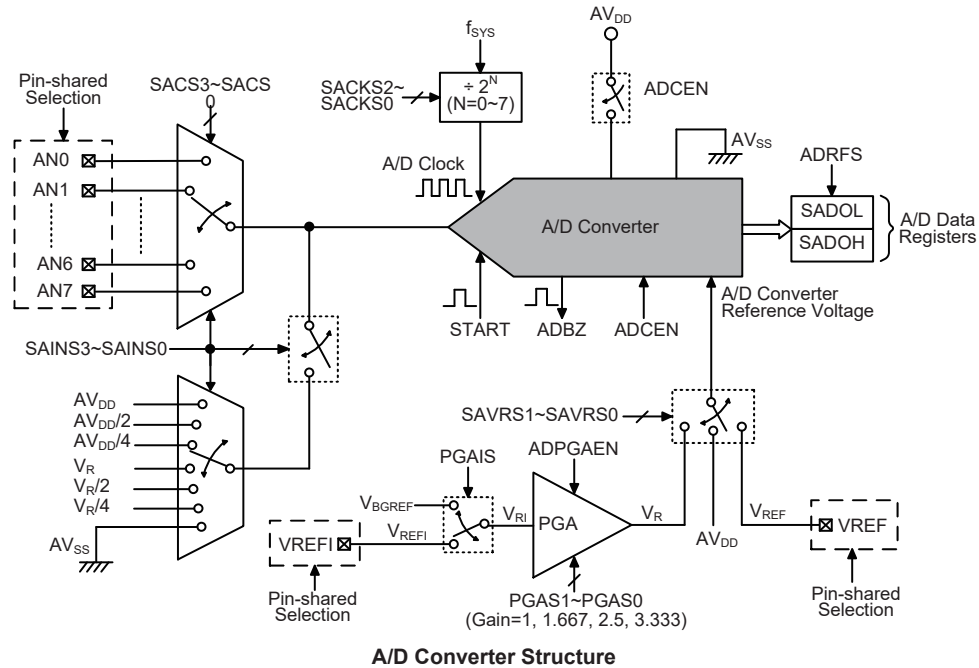 Pin-shared
Selection
SACS3~SACS
0
f_SYS
SACKS2~
SACKS0
÷ 2^N
(N=0~7)
AV_DD
ADCEN
AV_SS
A/D Clock
ADRFS
AN0
AN1
AN6
AN7
A/D Converter
SADOL
SADOH
A/D Data
Registers
START
ADBZ
ADCEN
A/D Converter
Reference Voltage
SAINS3~SAINS0
AV_DD
AV_DD/2
AV_DD/4
V_R
V_R/2
V_R/4
AV_SS
SAVRS1~SAVRS0
PGAIS
ADPGAEN
V_BGREF
V_REFI
VREFI
V_RI
PGA
V_R
AV_DD
V_REF
VREF
Pin-shared
Selection
PGAS1~PGAS0
(Gain=1, 1.667, 2.5, 3.333)
Pin-shared
Selection
A/D Converter Structure